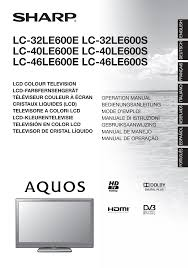 SHARP
LC-32LE600E LC-32LE600S
LC-40LE600E LC-40LE600S
LC-46LE600E LC-46LE600S
LCD COLOUR TELEVISION
LCD-FARBFERNSEHGERÄT
TÉLÉVISEUR COULEUR À ÉCRAN
CRISTAUX LIQUIDES (LCD)
TELEVISORE A COLORI LCD
LCD-KLEURENTELEVISIE
TELEVISIÓN EN COLOR LCD
TELEVISOR DE CRISTAL LÍQUIDO
OPERATION MANUAL
BEDIENUNGSANLEITUNG
MODE D'EMPLOI
MANUALE DI ISTRUZIONI
GEBRUIKSAANWIJZING
MANUAL DE MANEJO
MANUAL DE OPERAÇÃO
AQUOS
HD
DOLBY
DIGITAL PLUS
HDMI
DVB